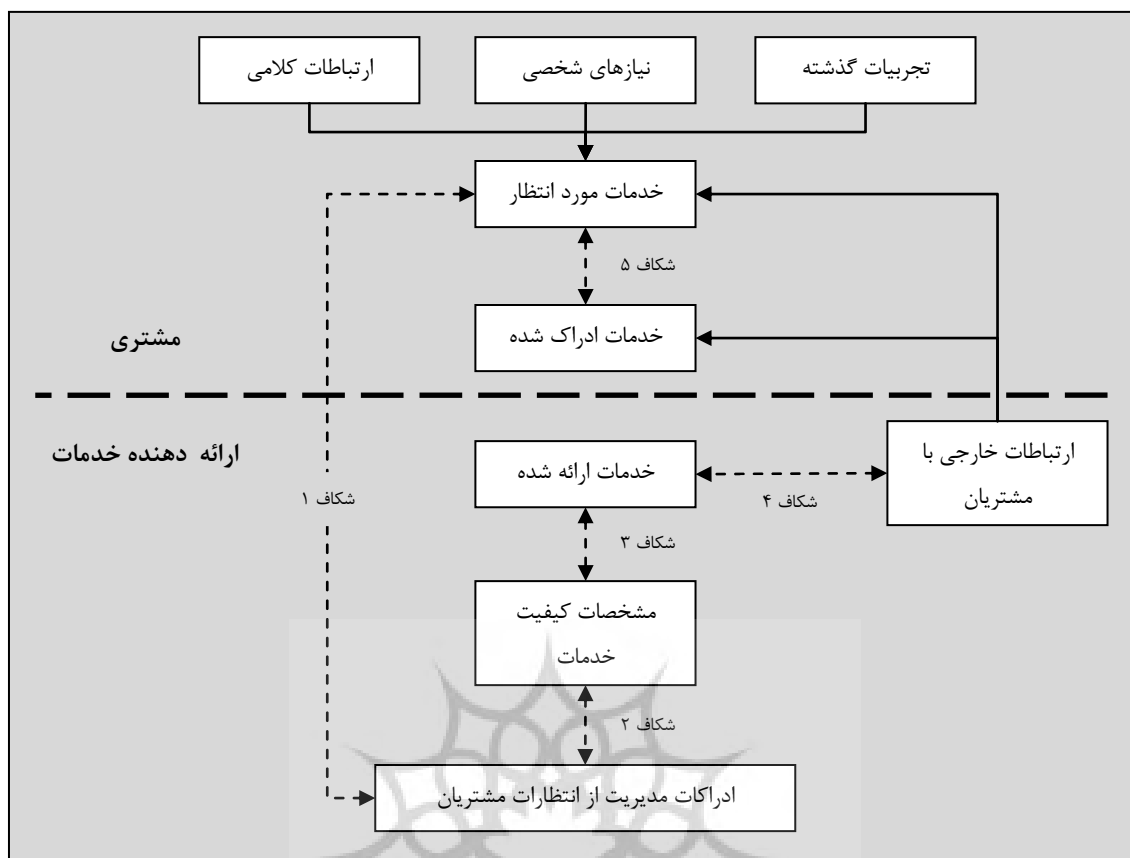 تجربیات گذشته
نیازهای شخصی
ارتباطات کلامی
خدمات مورد انتظار
شکاف ۵
خدمات ادراک شده
مشتری
ارائه دهنده خدمات
ارتباطات خارجی با
مشتریان
خدمات ارائه شده
شکاف ۴
شکاف ۱
شکاف ۳
مشخصات کیفیت
خدمات
شکاف ۲
ادراکات مدیریت از انتظارات مشتریان